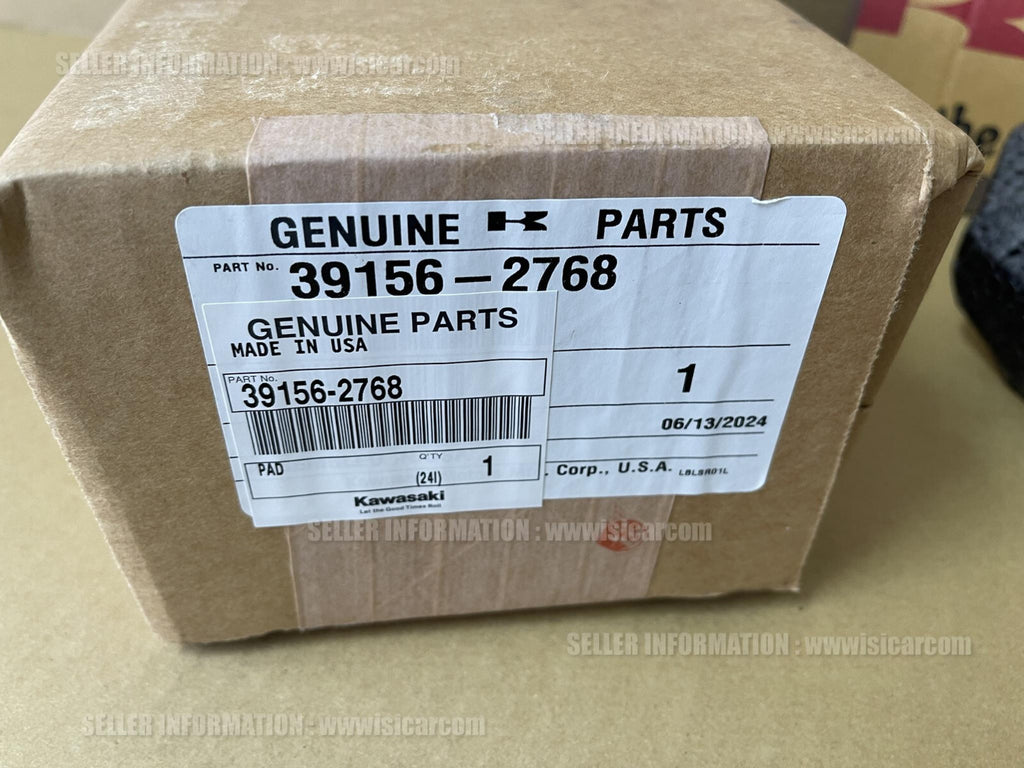 SELLER INFORMATION : wwwisicarcom
SELLER INFORMATION : wwwisicarcom
the
GENUINE PARTS
PART No. 39156-2768
GENUINE PARTS
MADE IN USA
PART No.
39156-2768
1
06/13/2024
PAD
Q'TY
(24I)
1
Corp., U.S.A. LBLSR01L
Kawasaki
Let the Good Times Roll
SELLER INFORMATION : wwwisicarcom
SELLER INFORMATION : wwwisicarcom
SELLER INFORMATION : wwwisicarcom